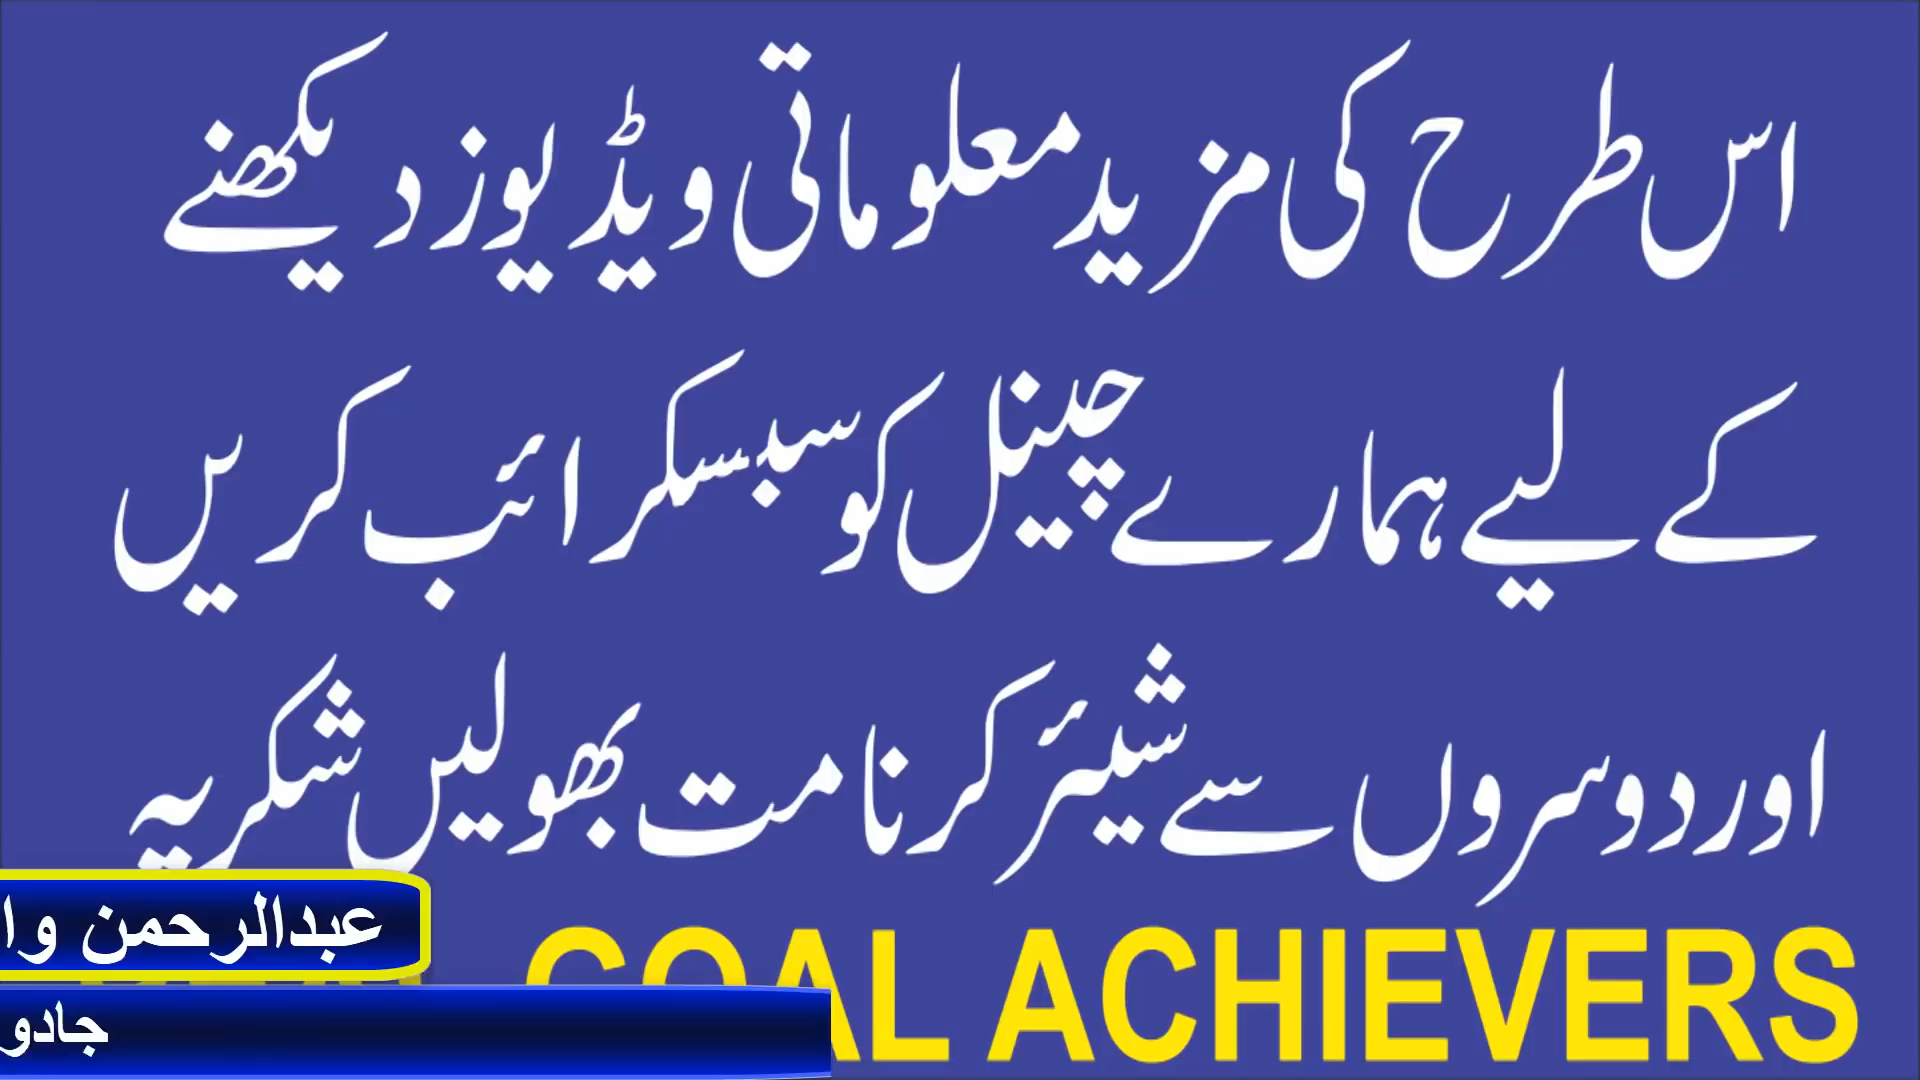 اس طرح کی مزید معلوماتی ویڈیوز دیکھنے
کے لیے ہمارے چینل کو سبسکرائب کریں
اور دوسروں سے شیئر کرنا مت بھولیں شکریہ
عبدالرحمن
GOAL ACHIEVERS
جادو